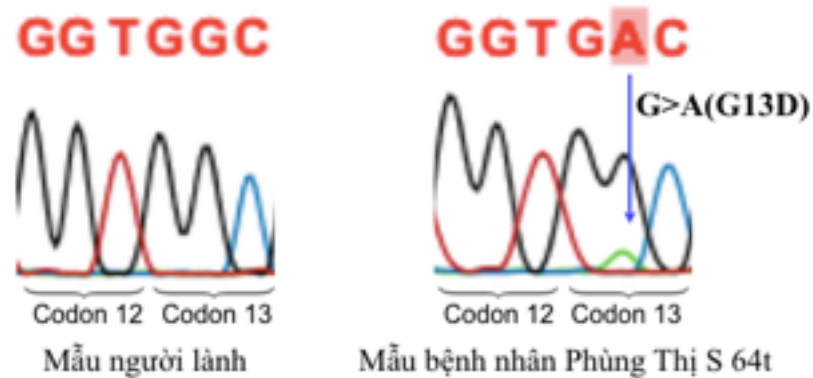 GGTGGC
GGTGAC
G>A(G13D)
Codon 12 Codon 13
Codon 12 Codon 13
Mẫu người lành
Mẫu bệnh nhân Phùng Thị S 64t